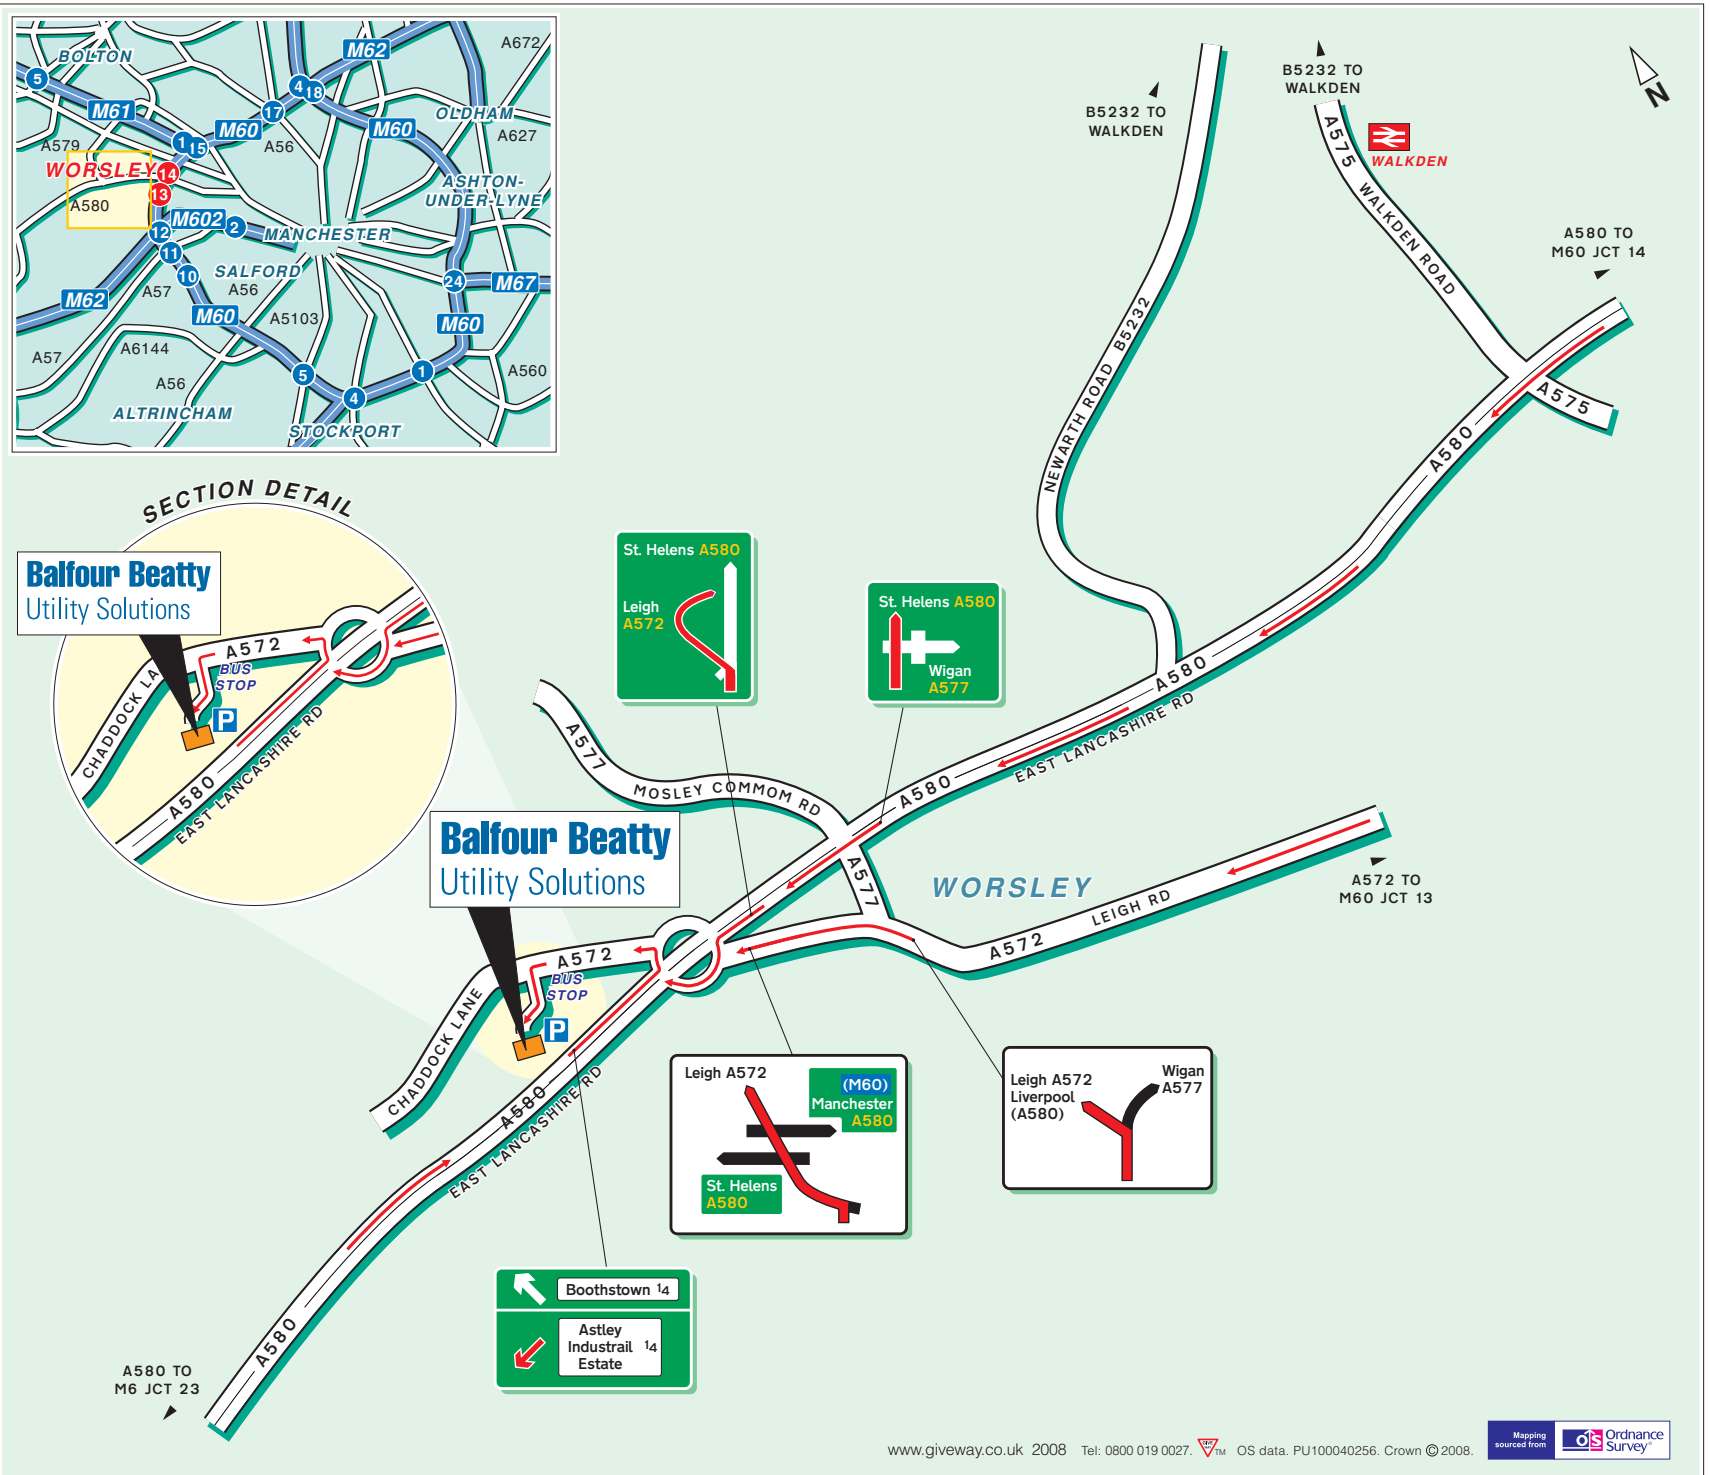 BOLTON
5
M61
A579
WORSLEY
A580
1
15
14
13
M60
17
A56
4
18
M62
M60
A672
OLDHAM
A627
ASHTON-
UNDER-LYNE
12
M602
2
MANCHESTER
11
10
SALFORD
A56
A57
M62
M60
A5103
24
M67
M60
A57
A6144
A56
5
4
1
A560
ALTRINCHAM
STOCKPORT
B5232 TO
WALKDEN
B5232 TO
WALKDEN
N
A575
WALKDEN
WALKDEN ROAD
A580 TO
M60 JCT 14
NEWARTH ROAD B5232
A575
A580
SECTION DETAIL
Balfour Beatty
Utility Solutions
A572
BUS
STOP
P
CHADDOCK LA
A580
EAST LANCASHIRE RD
St. Helens A580
Leigh
A572
St. Helens A580
Wigan
A577
A580
EAST LANCASHIRE RD
A577
MOSLEY COMMOM RD
A580
A577
Balfour Beatty
Utility Solutions
WORSLEY
LEIGH RD
A572
A572 TO
M60 JCT 13
A572
BUS
STOP
P
CHADDOCK LANE
A580
EAST LANCASHIRE RD
Leigh A572
(M60)
Manchester
A580
St. Helens
A580
Leigh A572
Liverpool
(A580)
Wigan
A577
Boothstown 1/4
Astley
Industrail 1/4
Estate
A580
A580 TO
M6 JCT 23
www.giveway.co.uk 2008 Tel: 0800 019 0027. GIVE WAY TM OS data. PU100040256. Crown © 2008.
Mapping
sourced from
OS
Ordnance
Survey®